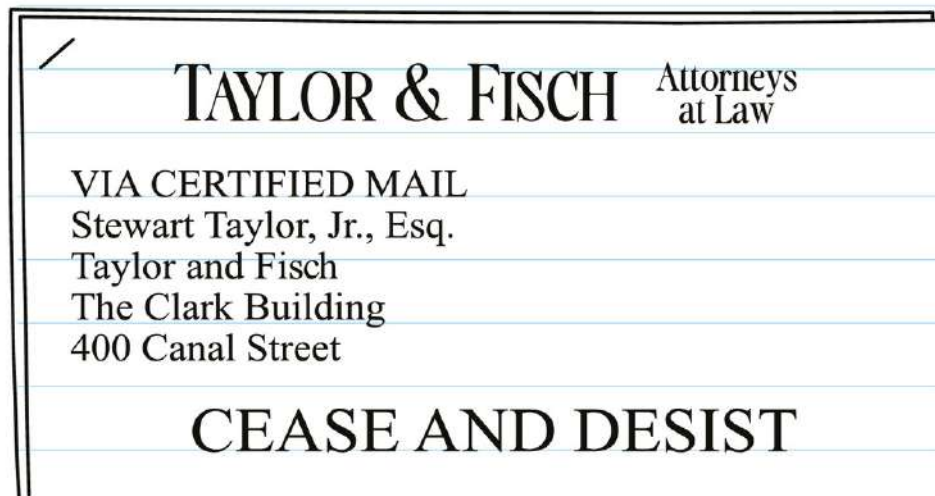 TAYLOR & FISCH Attorneys
at Law
VIA CERTIFIED MAIL
Stewart Taylor, Jr., Esq.
Taylor and Fisch
The Clark Building
400 Canal Street
CEASE AND DESIST